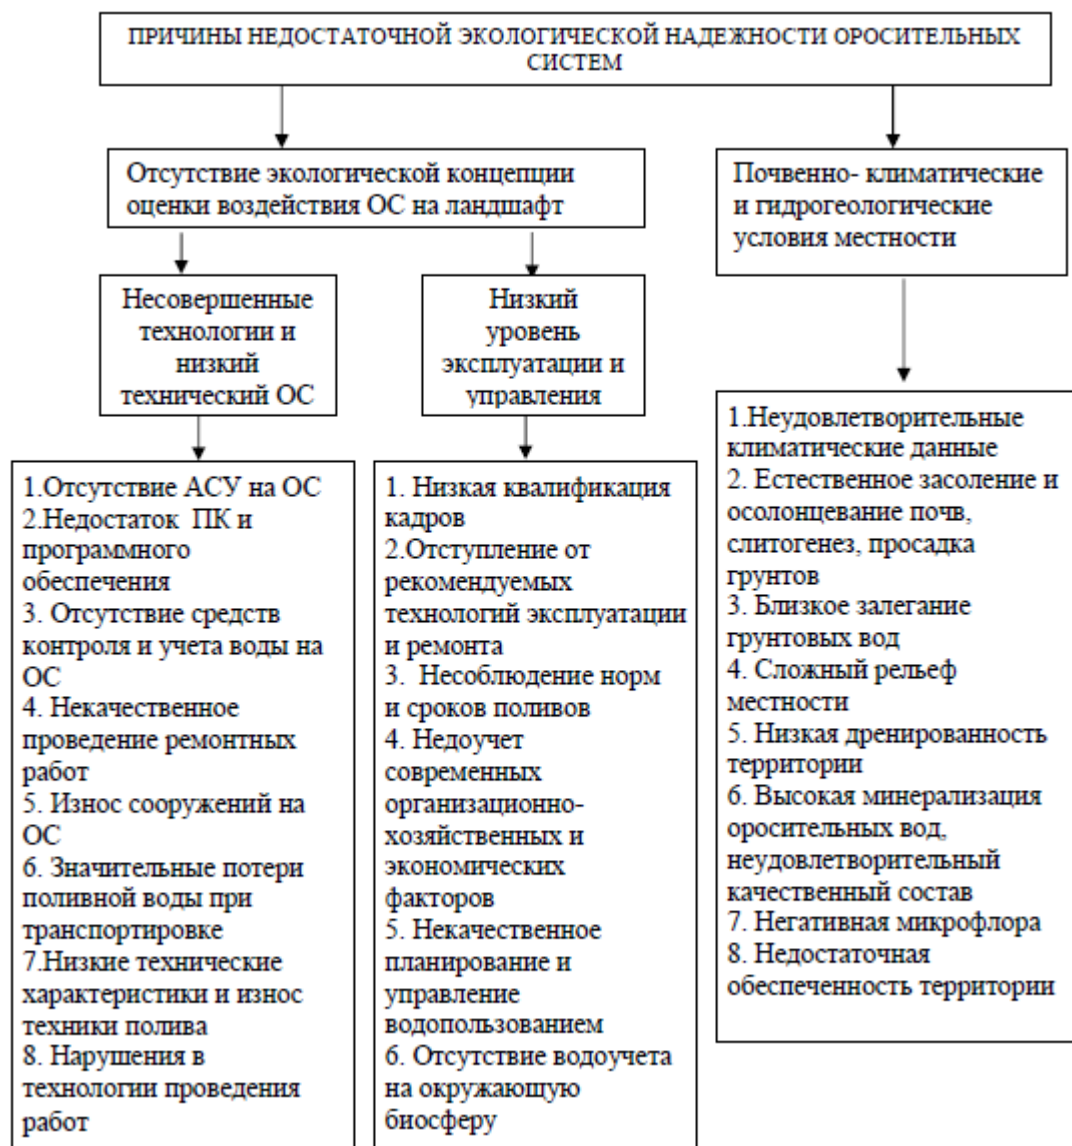 ПРИЧИНЫ НЕДОСТАТОЧНОЙ ЭКОЛОГИЧЕСКОЙ НАДЕЖНОСТИ ОРОСИТЕЛЬНЫХ
СИСТЕМ
Отсутствие экологической концепции
оценки воздействия ОС на ландшафт
Почвенно- климатические
и гидрогеологические
условия местности
Несовершенные
технологии и
низкий
технический ОС
Низкий
уровень
эксплуатации и
управления
1.Отсутствие АСУ на ОС
2.Недостаток ПК и
программного
обеспечения
3. Отсутствие средств
контроля и учета воды на
ОС
4. Некачественное
проведение ремонтных
работ
5. Износ сооружений на
ОС
6. Значительные потери
поливной воды при
транспортировке
7.Низкие технические
характеристики и износ
техники полива
8. Нарушения в
технологии проведения
работ
1. Низкая квалификация
кадров
2.Отступление от
рекомендуемых
технологий эксплуатации
и ремонта
3. Несоблюдение норм
и сроков поливов
4. Недоучет
современных
организационно-
хозяйственных и
экономических
факторов
5. Некачественное
планирование и
управление
водопользованием
6. Отсутствие водоучета
на окружающую
биосферу
1.Неудовлетворительные
климатические данные
2. Естественное засоление и
осолонцевание почв,
слитогенез, просадка
грунтов
3. Близкое залегание
грунтовых вод
4. Сложный рельеф
местности
5. Низкая дренированность
территории
6. Высокая минерализация
оросительных вод,
неудовлетворительный
качественный состав
7. Негативная микрофлора
8. Недостаточная
обеспеченность территории